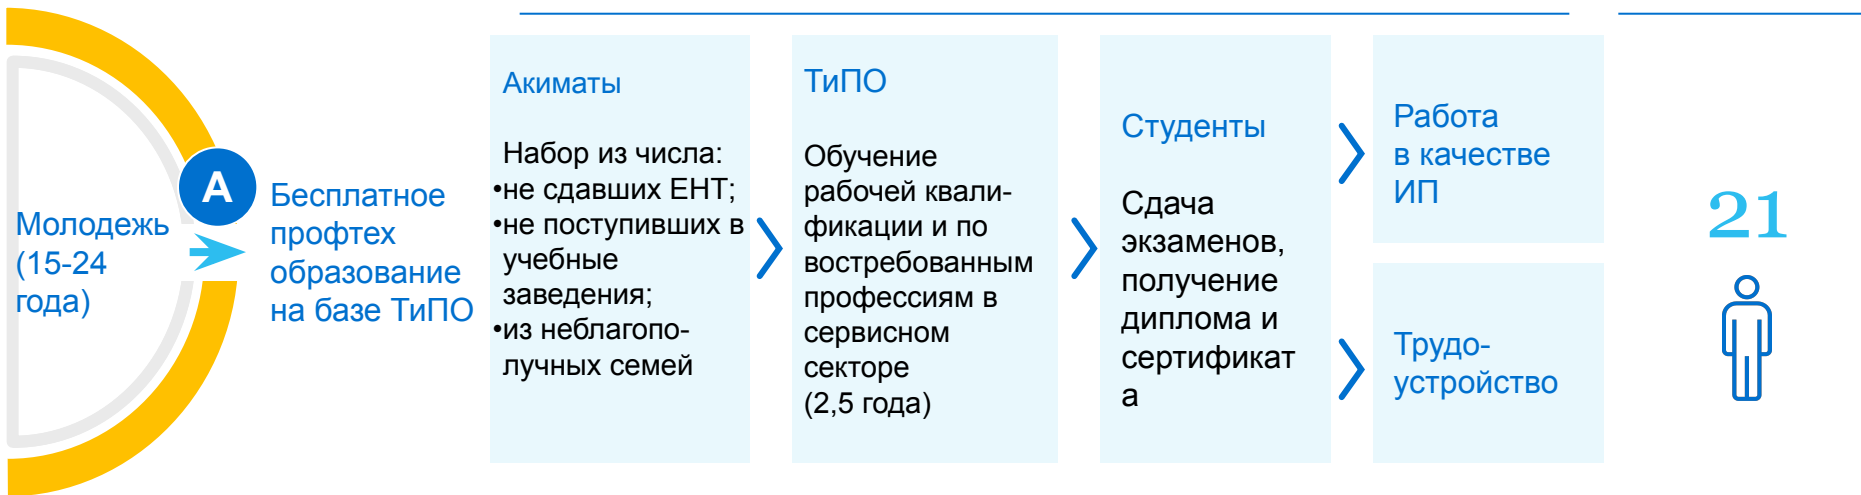 Молодежь
(15-24
года)
А
Бесплатное
профтех
образование
на базе ТиПО
Акиматы
Набор из числа:
•не сдавших ЕНТ;
•не поступивших в
учебные
заведения;
•из неблагопо-
лучных семей
ТиПО
Обучение
рабочей квали-
фикации и по
востребованным
профессиям в
сервисном
секторе
(2,5 года)
Студенты
Сдача
экзаменов,
получение
диплома и
сертификат
а
Работа
в качестве
ИП
Трудо-
устройство
21